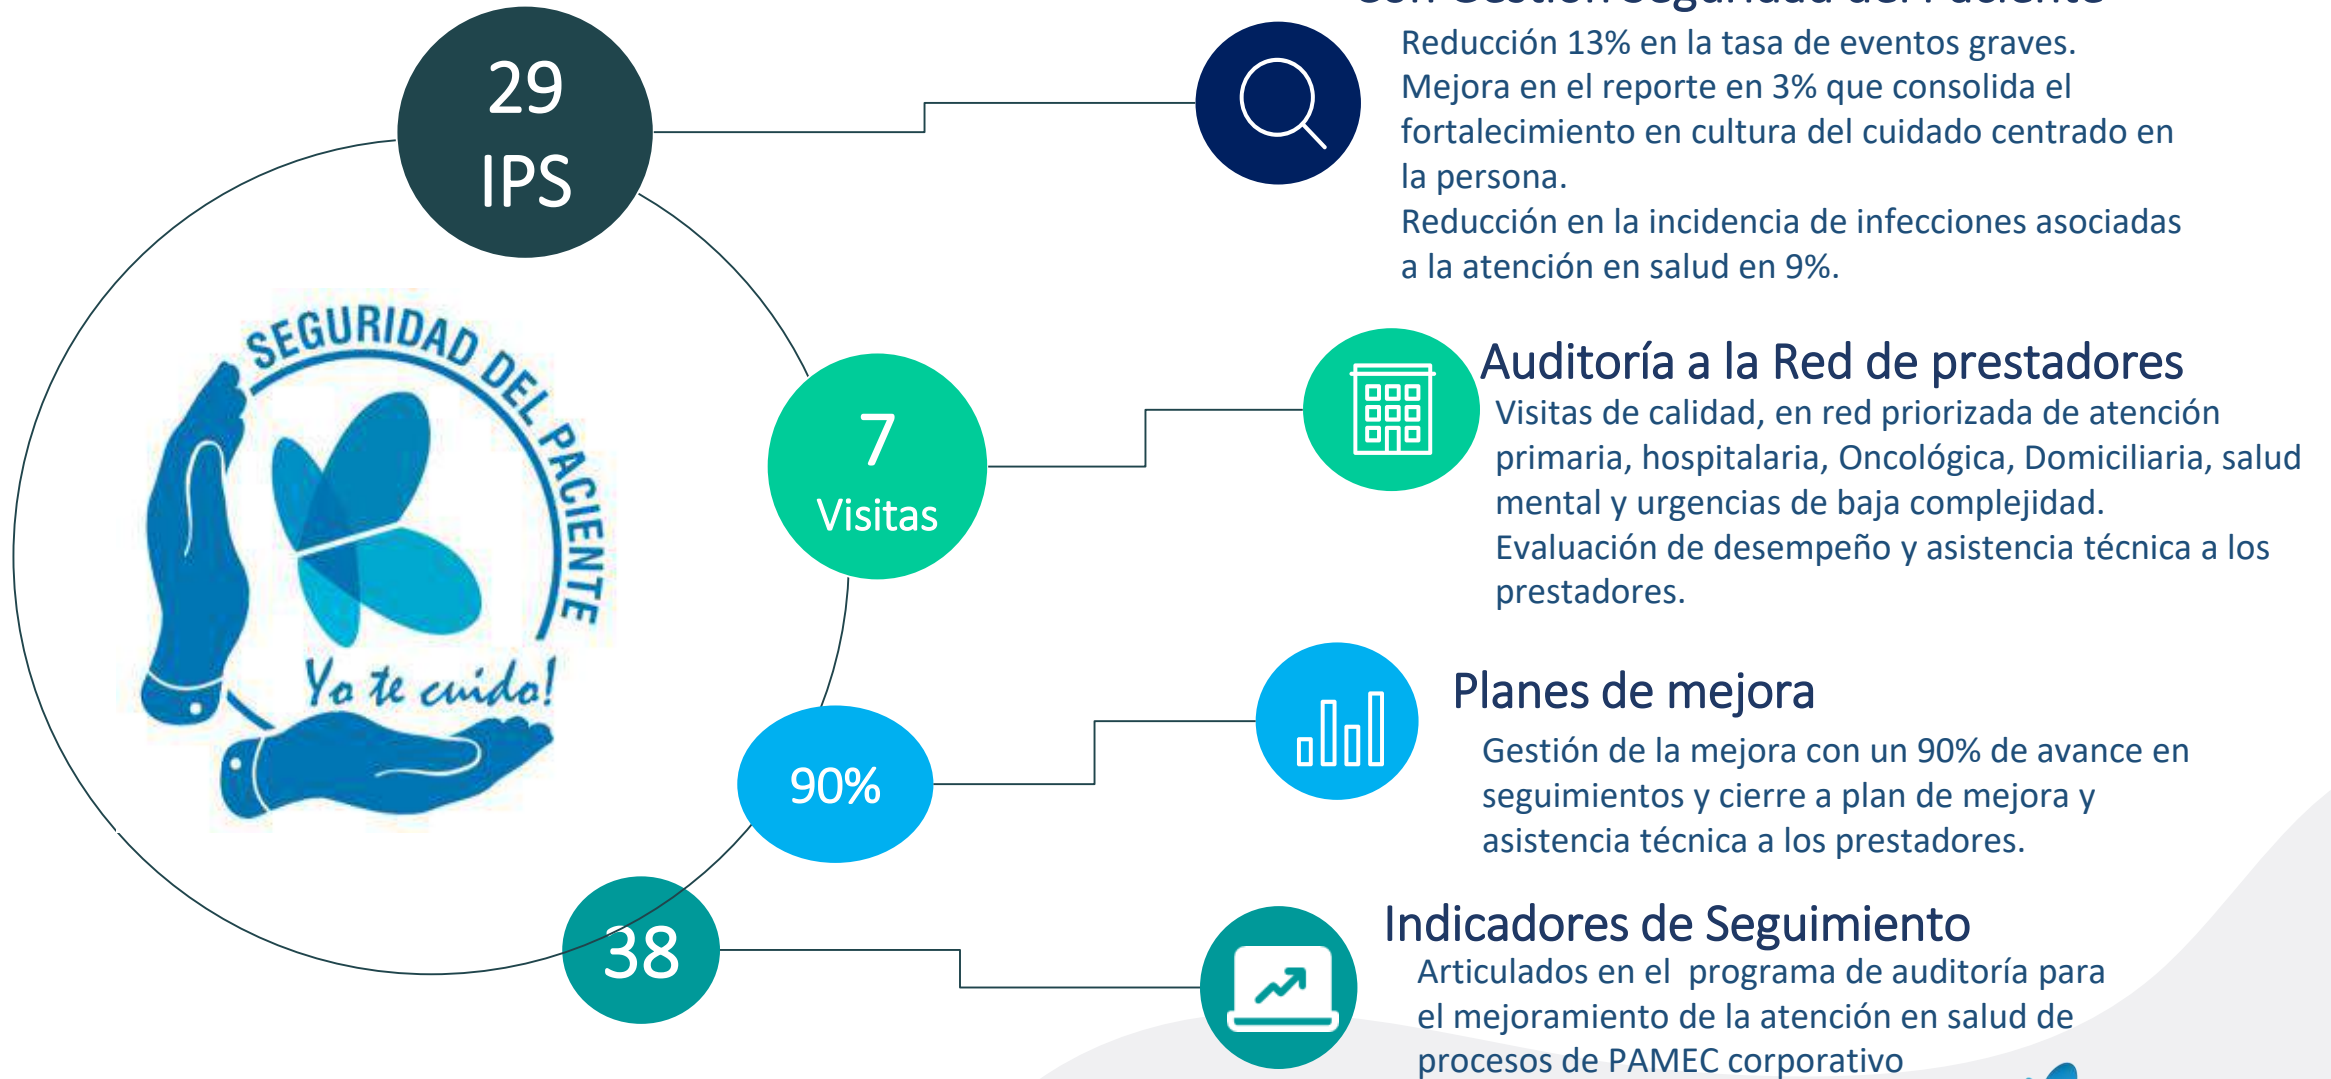 con Gestión Seguridad del Paciente
29
IPS
Reducción 13% en la tasa de eventos graves.
Mejora en el reporte en 3% que consolida el
fortalecimiento en cultura del cuidado centrado en
la persona.
Reducción en la incidencia de infecciones asociadas
a la atención en salud en 9%.
SEGURIDAD DEL PACIENTE
Yo te cuido!
7
Visitas
Auditoría a la Red de prestadores
Visitas de calidad, en red priorizada de atención
primaria, hospitalaria, Oncológica, Domiciliaria, salud
mental y urgencias de baja complejidad.
Evaluación de desempeño y asistencia técnica a los
prestadores.
90%
Planes de mejora
Gestión de la mejora con un 90% de avance en
seguimientos y cierre a plan de mejora y
asistencia técnica a los prestadores.
38
Indicadores de Seguimiento
Articulados en el programa de auditoría para
el mejoramiento de la atención en salud de
procesos de PAMEC corporativo